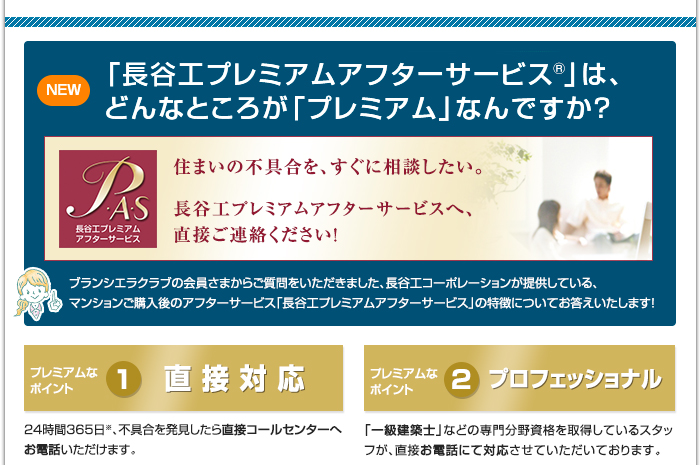 NEW
「長谷工プレミアムアフターサービス®」は、
どんなところが「プレミアム」なんですか?
P.A.S
長谷工プレミアム
アフターサービス
住まいの不具合を、すぐに相談したい。
長谷工プレミアムアフターサービスへ、
直接ご連絡ください!
ブランシエラクラブの会員さまからご質問をいただきました、長谷工コーポレーションが提供している、
マンションご購入後のアフターサービス「長谷工プレミアムアフターサービス」の特徴についてお答えいたします!
プレミアムな
ポイント
1
直接対応
24時間365日※、不具合を発見したら直接コールセンターへ
お電話いただけます。
プレミアムな
ポイント
2
プロフェッショナル
「一級建築士」などの専門分野資格を取得しているスタッ
フが、直接お電話にて対応させていただいております。